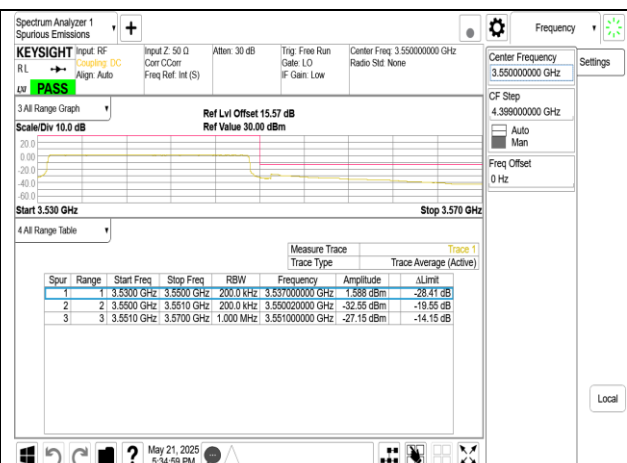 Spectrum Analyzer 1
Spurious Emissions
Frequency
KEYSIGHT Input: RF Input Z: 50 Ω Atten: 30 dB Trig: Free Run Center Freq: 3.550000000 GHz
RL Coupling: DC Corr CCorr Gate: LO Radio Std: None
Align: Auto Freq Ref: Int (S) IF Gain: Low
LXI PASS
Center Frequency
3.550000000 GHz
Settings
CF Step
4.399000000 GHz
Auto
Man
Freq Offset
0 Hz
3 All Range Graph
Ref Lvl Offset 15.57 dB
Scale/Div 10.0 dB Ref Value 30.00 dBm
20.0
0.00
-20.0
-40.0
-60.0
Start 3.530 GHz Stop 3.570 GHz
4 All Range Table
Measure Trace Trace 1
Trace Type Trace Average (Active)
Spur Range Start Freq Stop Freq RBW Frequency Amplitude ΔLimit
1 1 3.5300 GHz 3.5500 GHz 200.0 kHz 3.537000000 GHz 1.588 dBm -28.41 dB
2 2 3.5500 GHz 3.5510 GHz 200.0 kHz 3.550020000 GHz -32.55 dBm -19.55 dB
3 3 3.5510 GHz 3.5700 GHz 1.000 MHz 3.551000000 GHz -27.15 dBm -14.15 dB
Local
May 21, 2025
5:34:59 PM